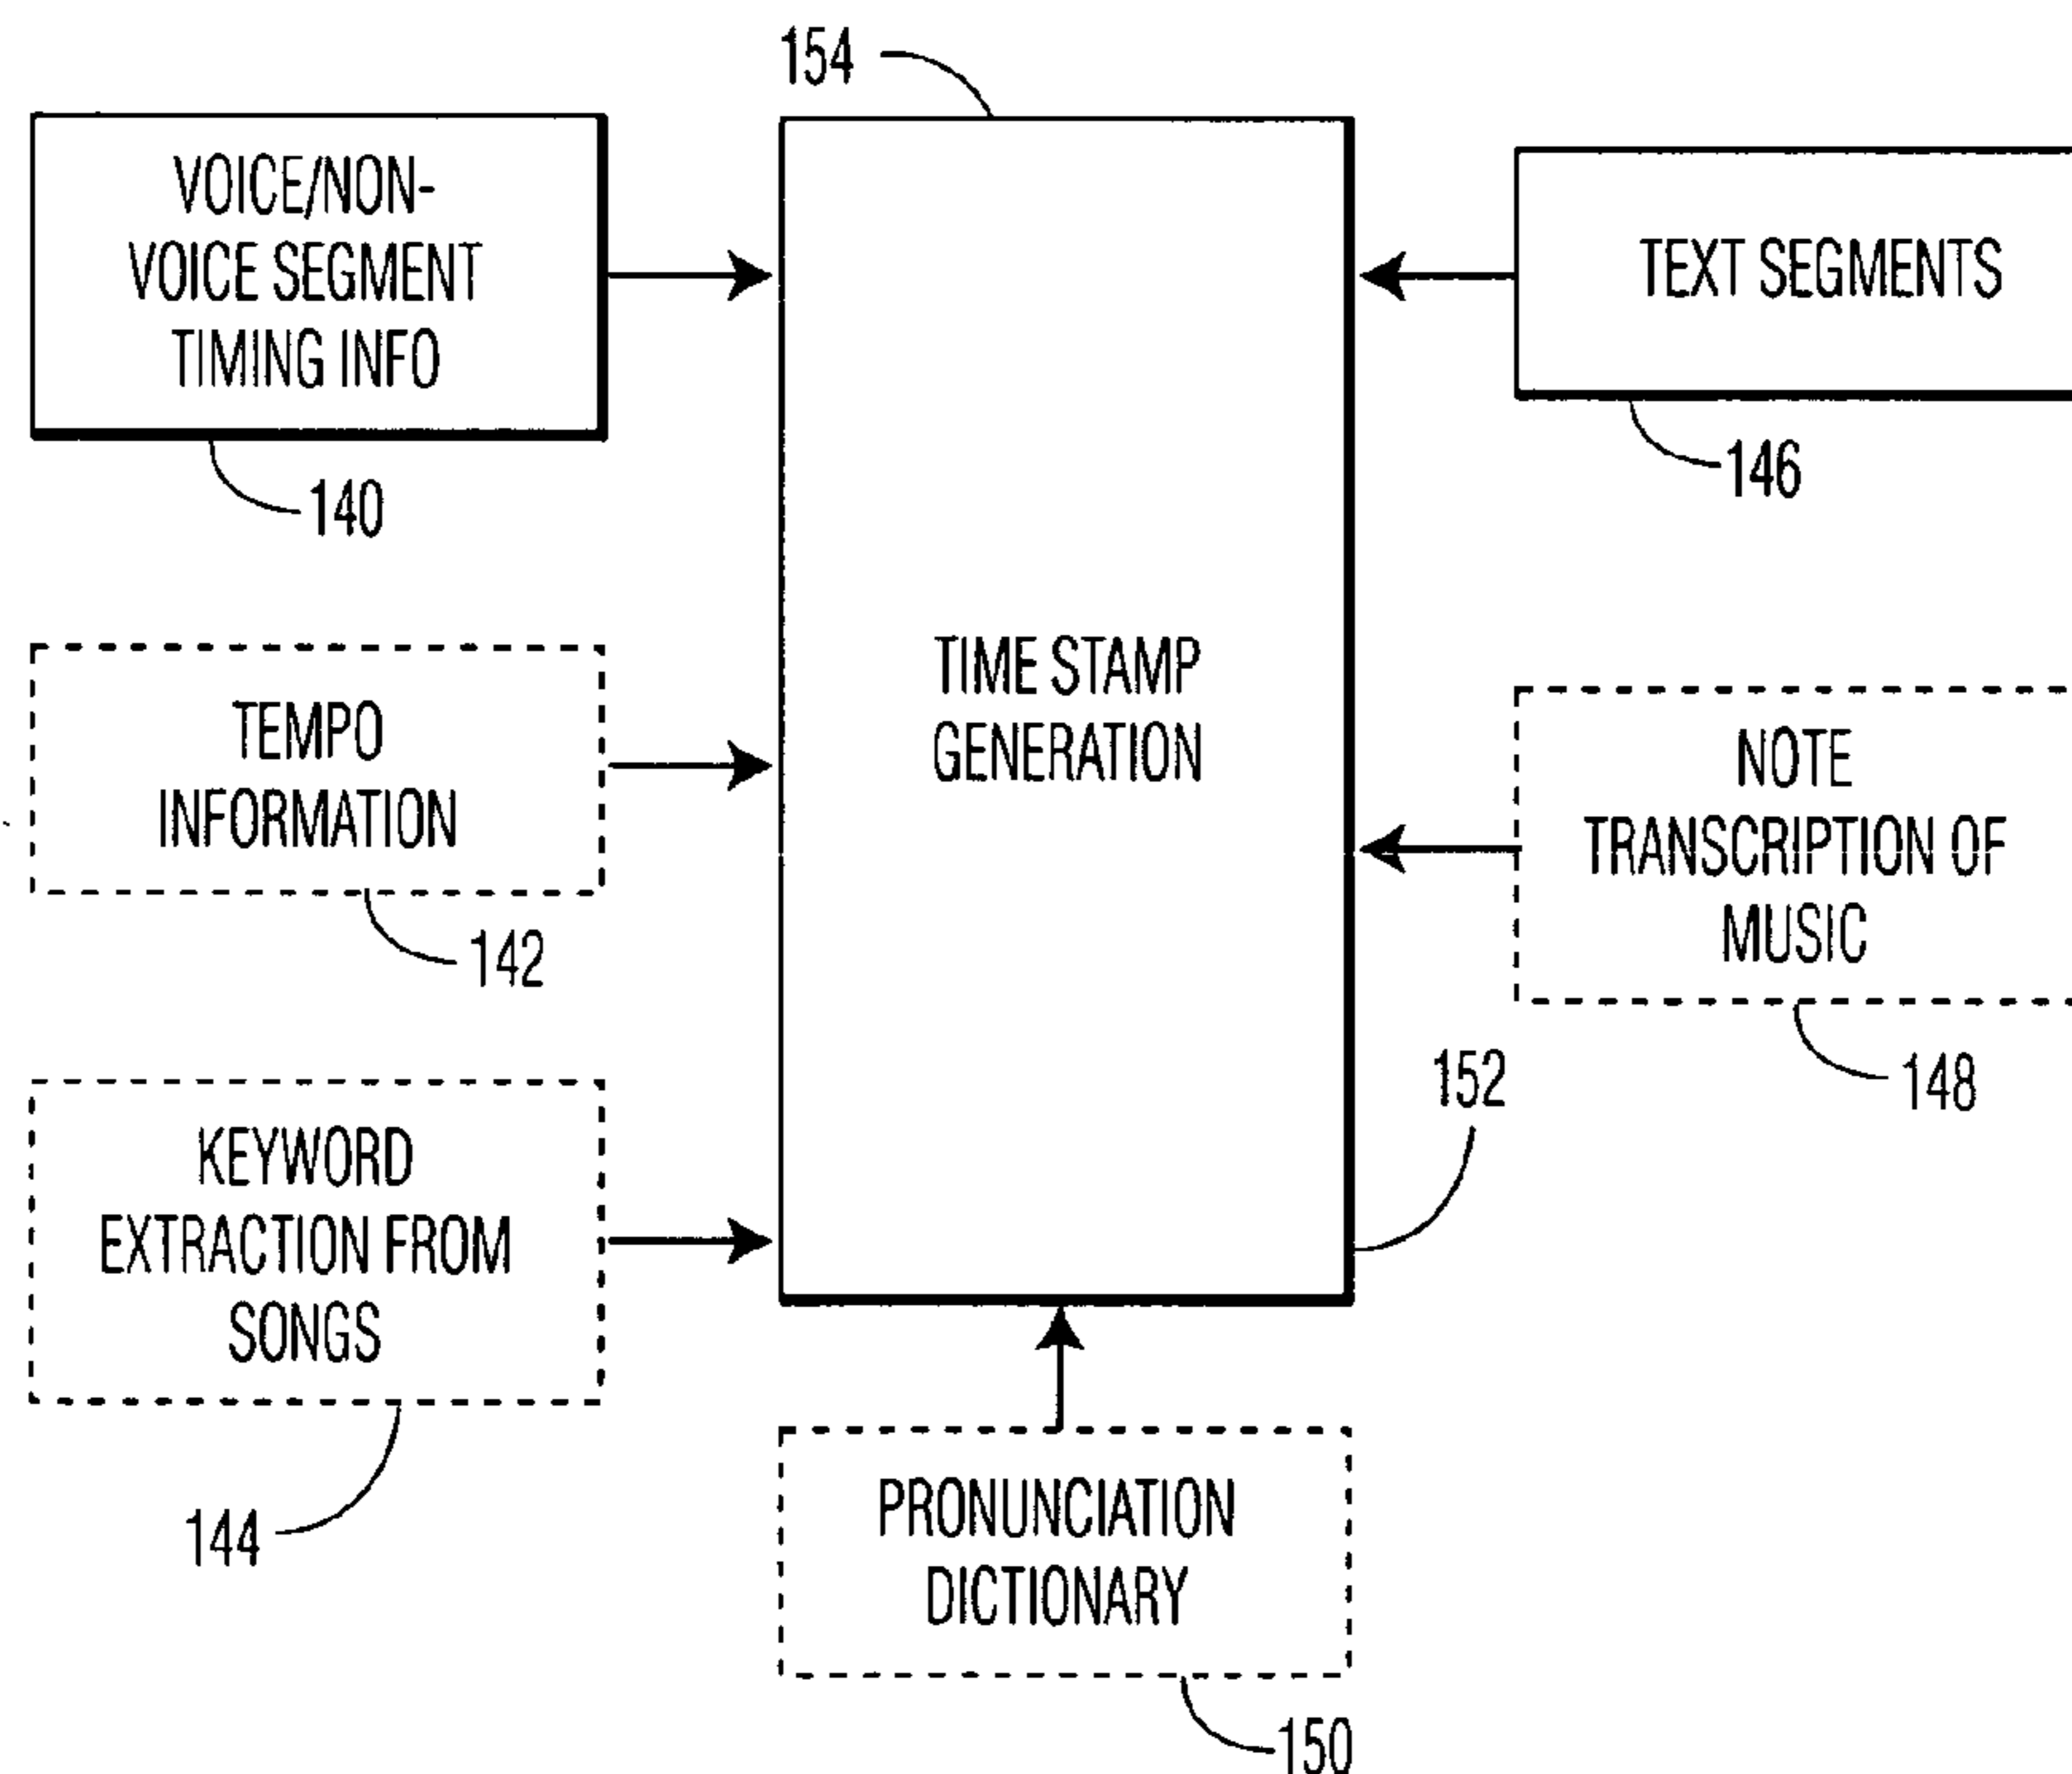 154
VOICE/NON-
VOICE SEGMENT
TIMING INFO
140
TEXT SEGMENTS
146
TEMPO
INFORMATION
142
TIME STAMP
GENERATION
NOTE
TRANSCRIPTION OF
MUSIC
148
152
KEYWORD
EXTRACTION FROM
SONGS
144
PRONUNCIATION
DICTIONARY
150